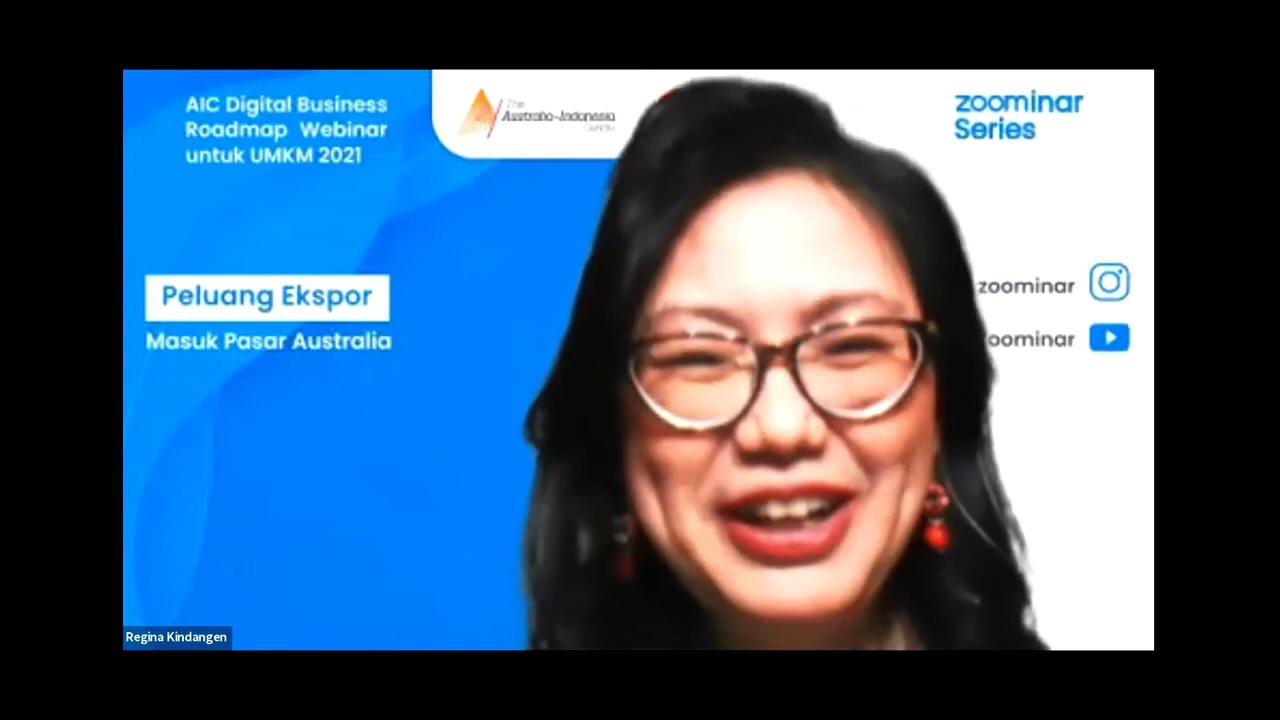 AIC Digital Business
Roadmap Webinar
untuk UMKM 2021
The
Australia-Indonesia
Centre
zoominar
Series
Peluang Ekspor
Masuk Pasar Australia
zoominar
oominar
Regina Kindangen